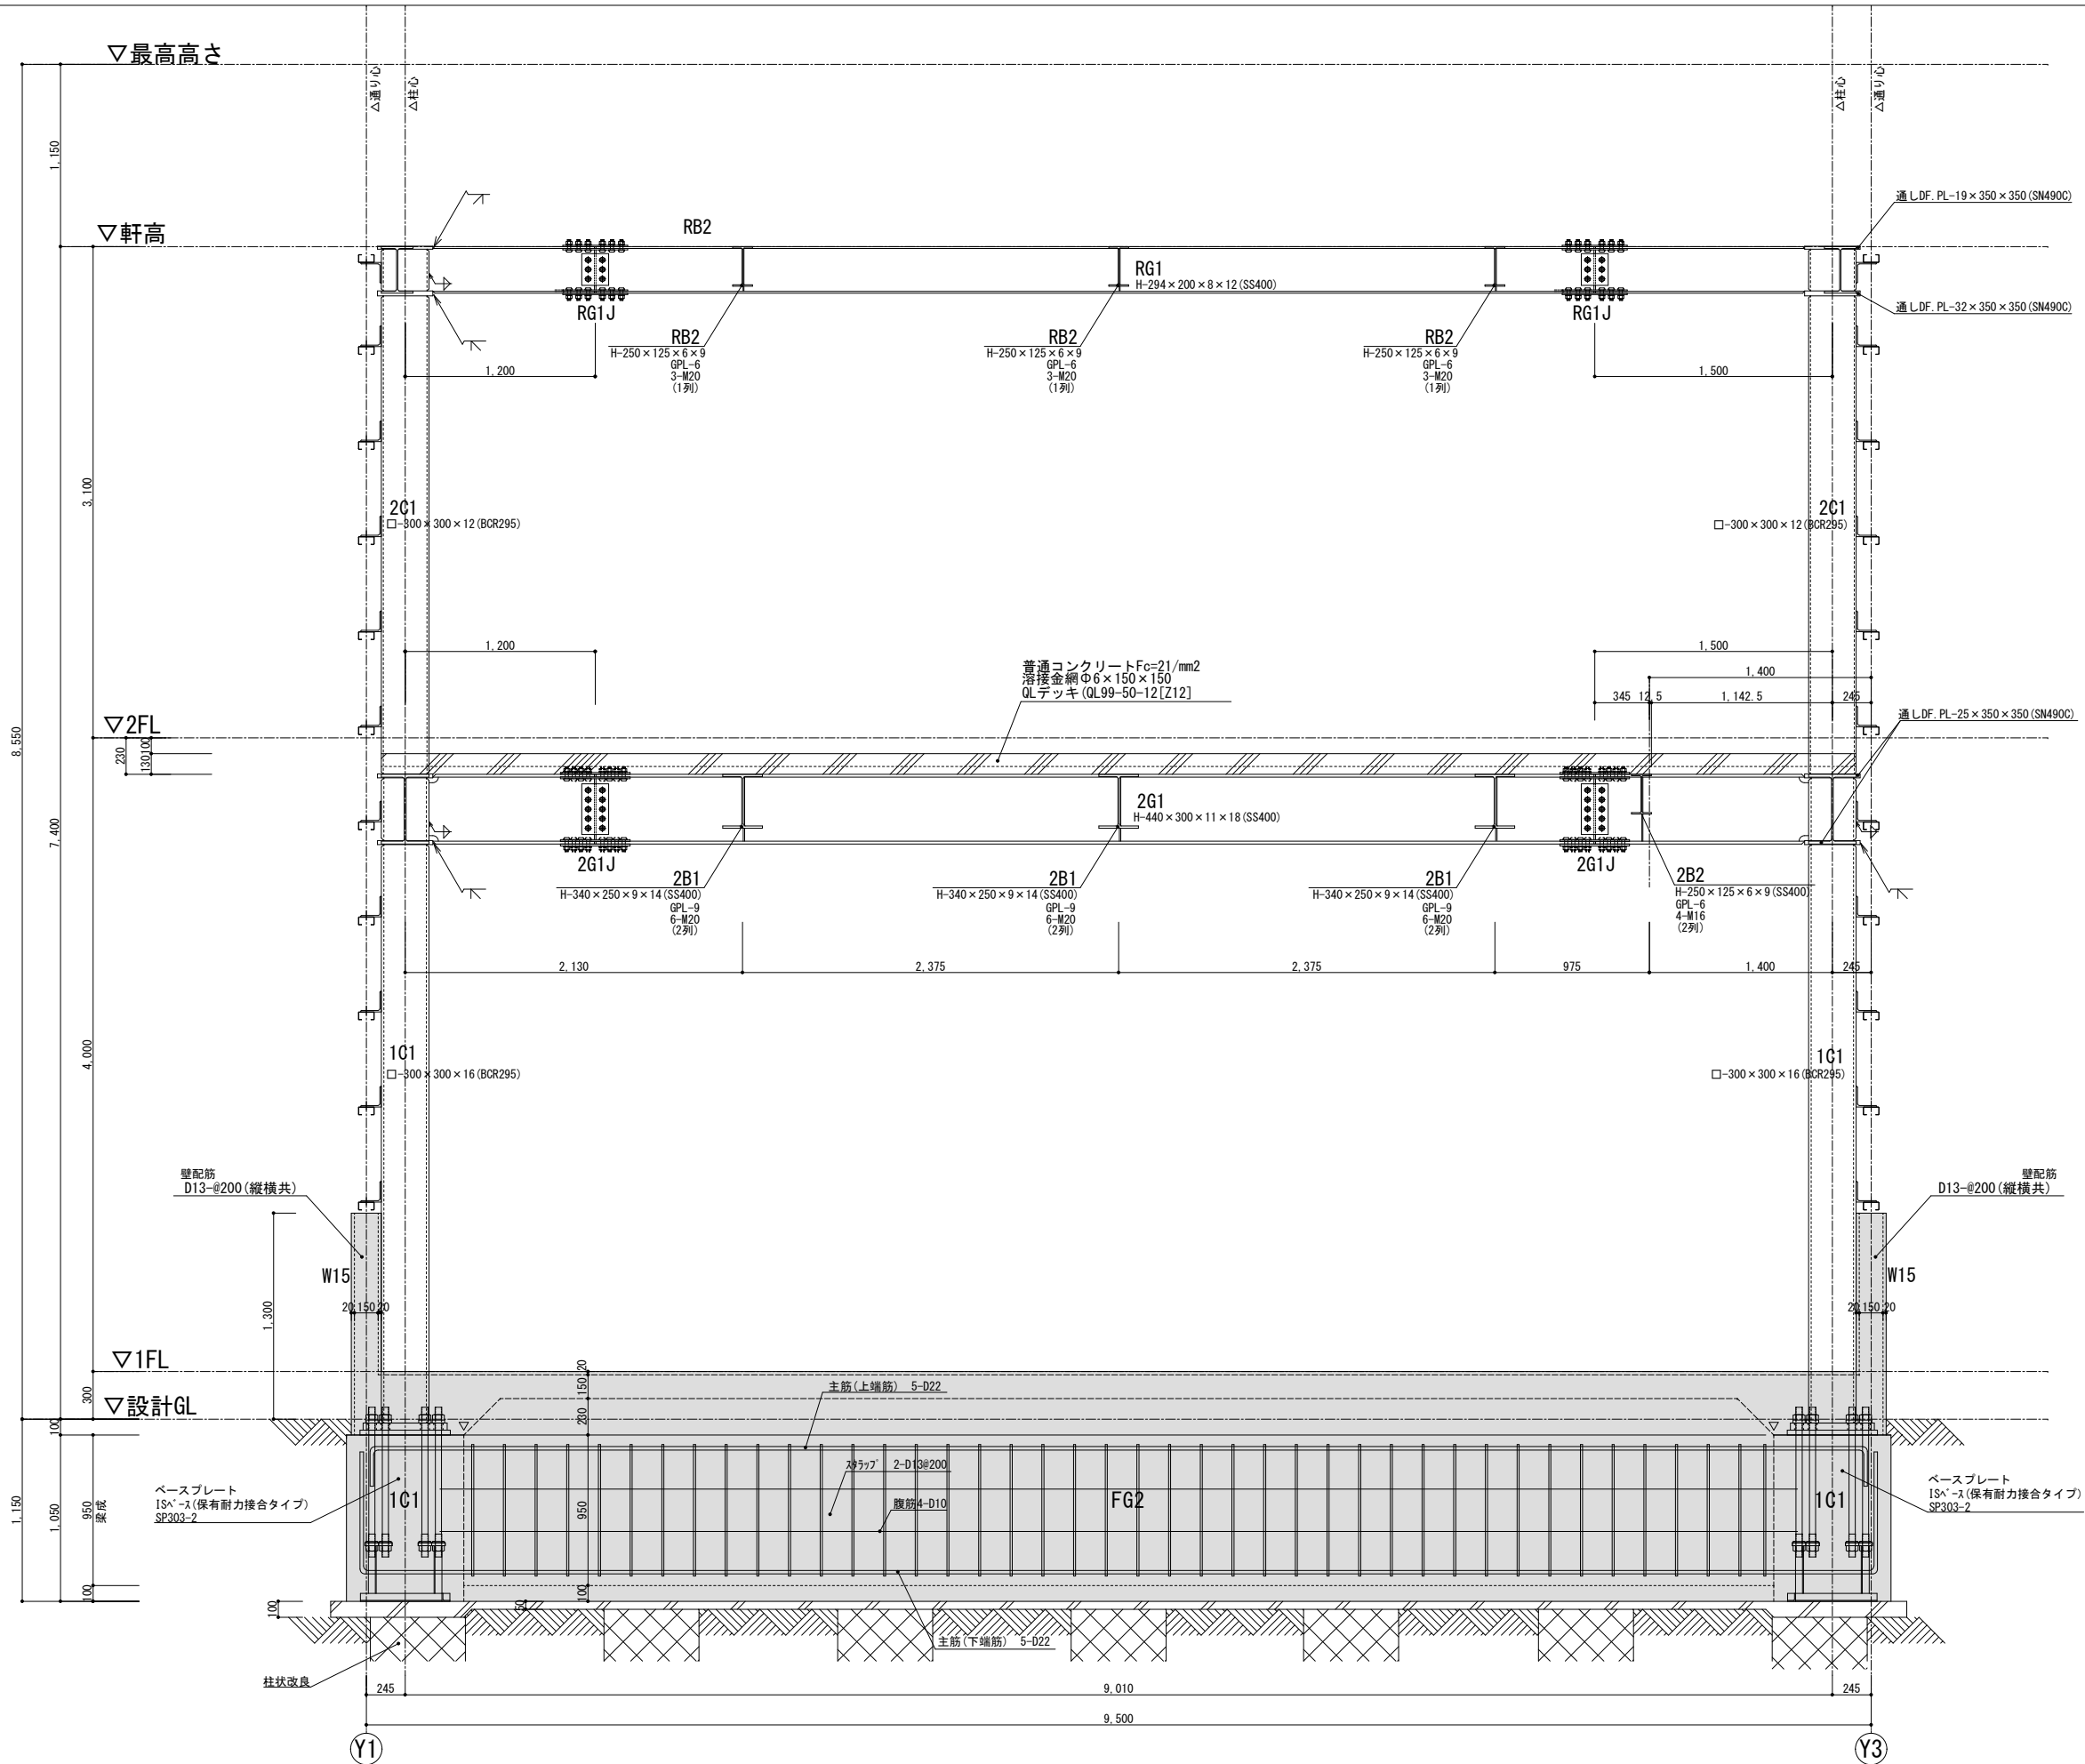 ▽最高高さ
△通り心
△柱心
△柱心
△通り心
1,150
通しDF.PL-19×350×350(SN490C)
RB2
▽軒高
RG1
H-294×200×8×12(SS400)
通しDF.PL-32×350×350(SN490C)
RG1J
RG1J
RB2
H-250×125×6×9
GPL-6
3-M20
(1列)
RB2
H-250×125×6×9
GPL-6
3-M20
(1列)
RB2
H-250×125×6×9
GPL-6
3-M20
(1列)
1,200
1,500
3,100
2C1
□-300×300×12(BCR295)
2C1
□-300×300×12(BCR295)
1,200
1,500
普通コンクリートFc=21/mm2
溶接金網Φ6×150×150
QLデッキ(QL99-50-12[Z12]
1,400
345
12.5
1,142.5
245
▽2FL
通しDF.PL-25×350×350(SN490C)
8,550
230
100
130
2G1
H-440×300×11×18(SS400)
7,400
2G1J
2G1J
2B1
H-340×250×9×14(SS400)
GPL-9
6-M20
(2列)
2B1
H-340×250×9×14(SS400)
GPL-9
6-M20
(2列)
2B1
H-340×250×9×14(SS400)
GPL-9
6-M20
(2列)
2B2
H-250×125×6×9(SS400)
GPL-6
4-M16
(2列)
2,130
2,375
2,375
975
1,400
245
4,000
1C1
□-300×300×16(BCR295)
1C1
□-300×300×16(BCR295)
壁配筋
D13-@200(縦横共)
壁配筋
D13-@200(縦横共)
W15
W15
20
150
20
20
150
20
1,300
▽1FL
300
20
150
主筋(上端筋) 5-D22
▽設計GL
230
100
スタラップ 2-D13@200
ベースプレート
ISベース(保有耐力接合タイプ)
SP303-2
1C1
腹筋4-D10
FG2
1C1
ベースプレート
ISベース(保有耐力接合タイプ)
SP303-2
1,150
1,050
950
梁成
950
100
100
100
50
主筋(下端筋) 5-D22
柱状改良
245
9,010
245
9,500
Y1
Y3